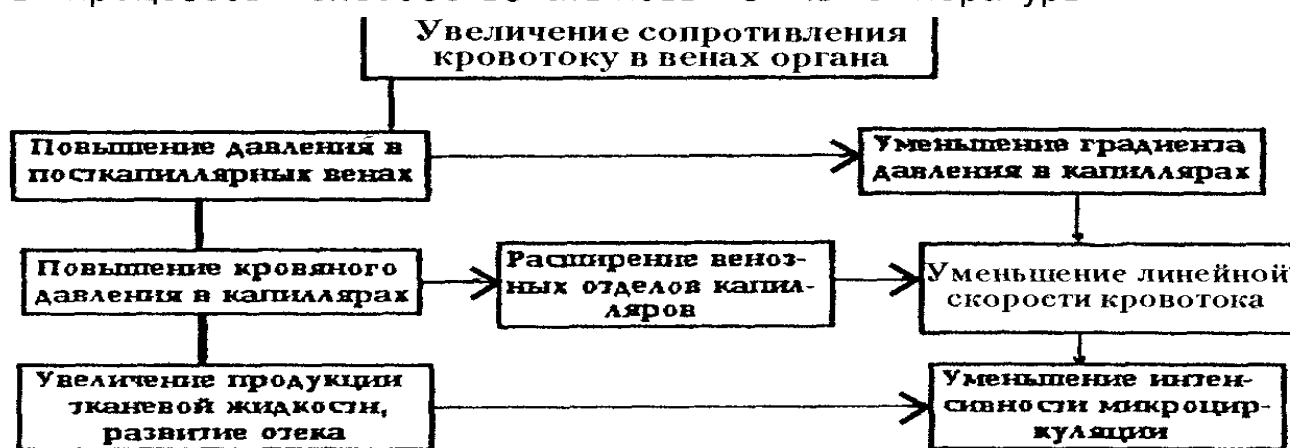 Увеличение сопротивления
кровотоку в венах органа
Повышение давления в
посткапиллярных венах
Уменьшение градиента
давления в капиллярах
Повышение кровяного
давления в капиллярах
Расширение веноз-
ных отделов капил-
ляров
Уменьшение линейной
скорости кровотока
Увеличение продукции
тканевой жидкости,
развитие отека
Уменьшение интен-
сивности микроцир-
куляции